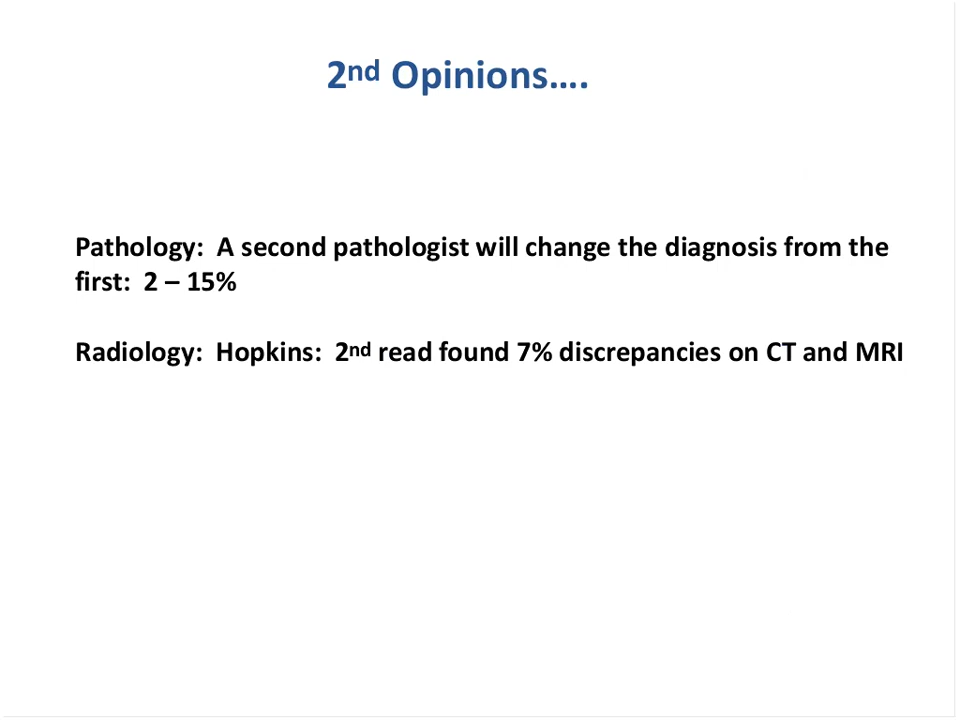 2nd Opinions….
Pathology:  A second pathologist will change the diagnosis from the
first:  2 – 15%
Radiology:  Hopkins:  2nd read found 7% discrepancies on CT and MRI